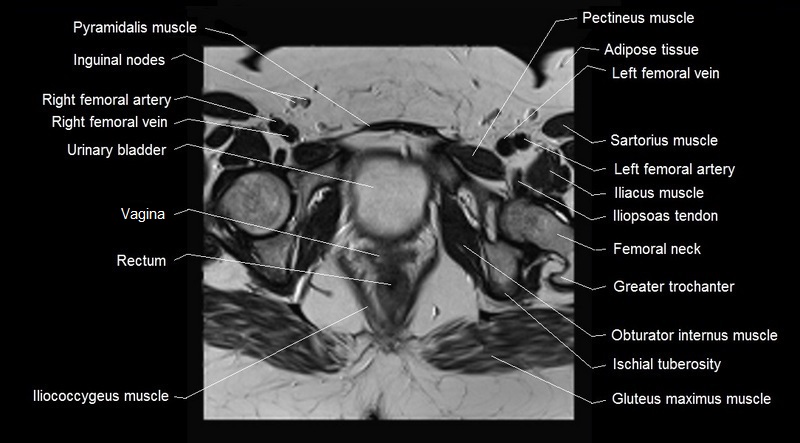 Pyramidalis muscle
Inguinal nodes
Right femoral artery
Right femoral vein
Urinary bladder
Vagina
Rectum
Iliococcygeus muscle
Pectineus muscle
Adipose tissue
Left femoral vein
Sartorius muscle
Left femoral artery
Iliacus muscle
Iliopsoas tendon
Femoral neck
Greater trochanter
Obturator internus muscle
Ischial tuberosity
Gluteus maximus muscle